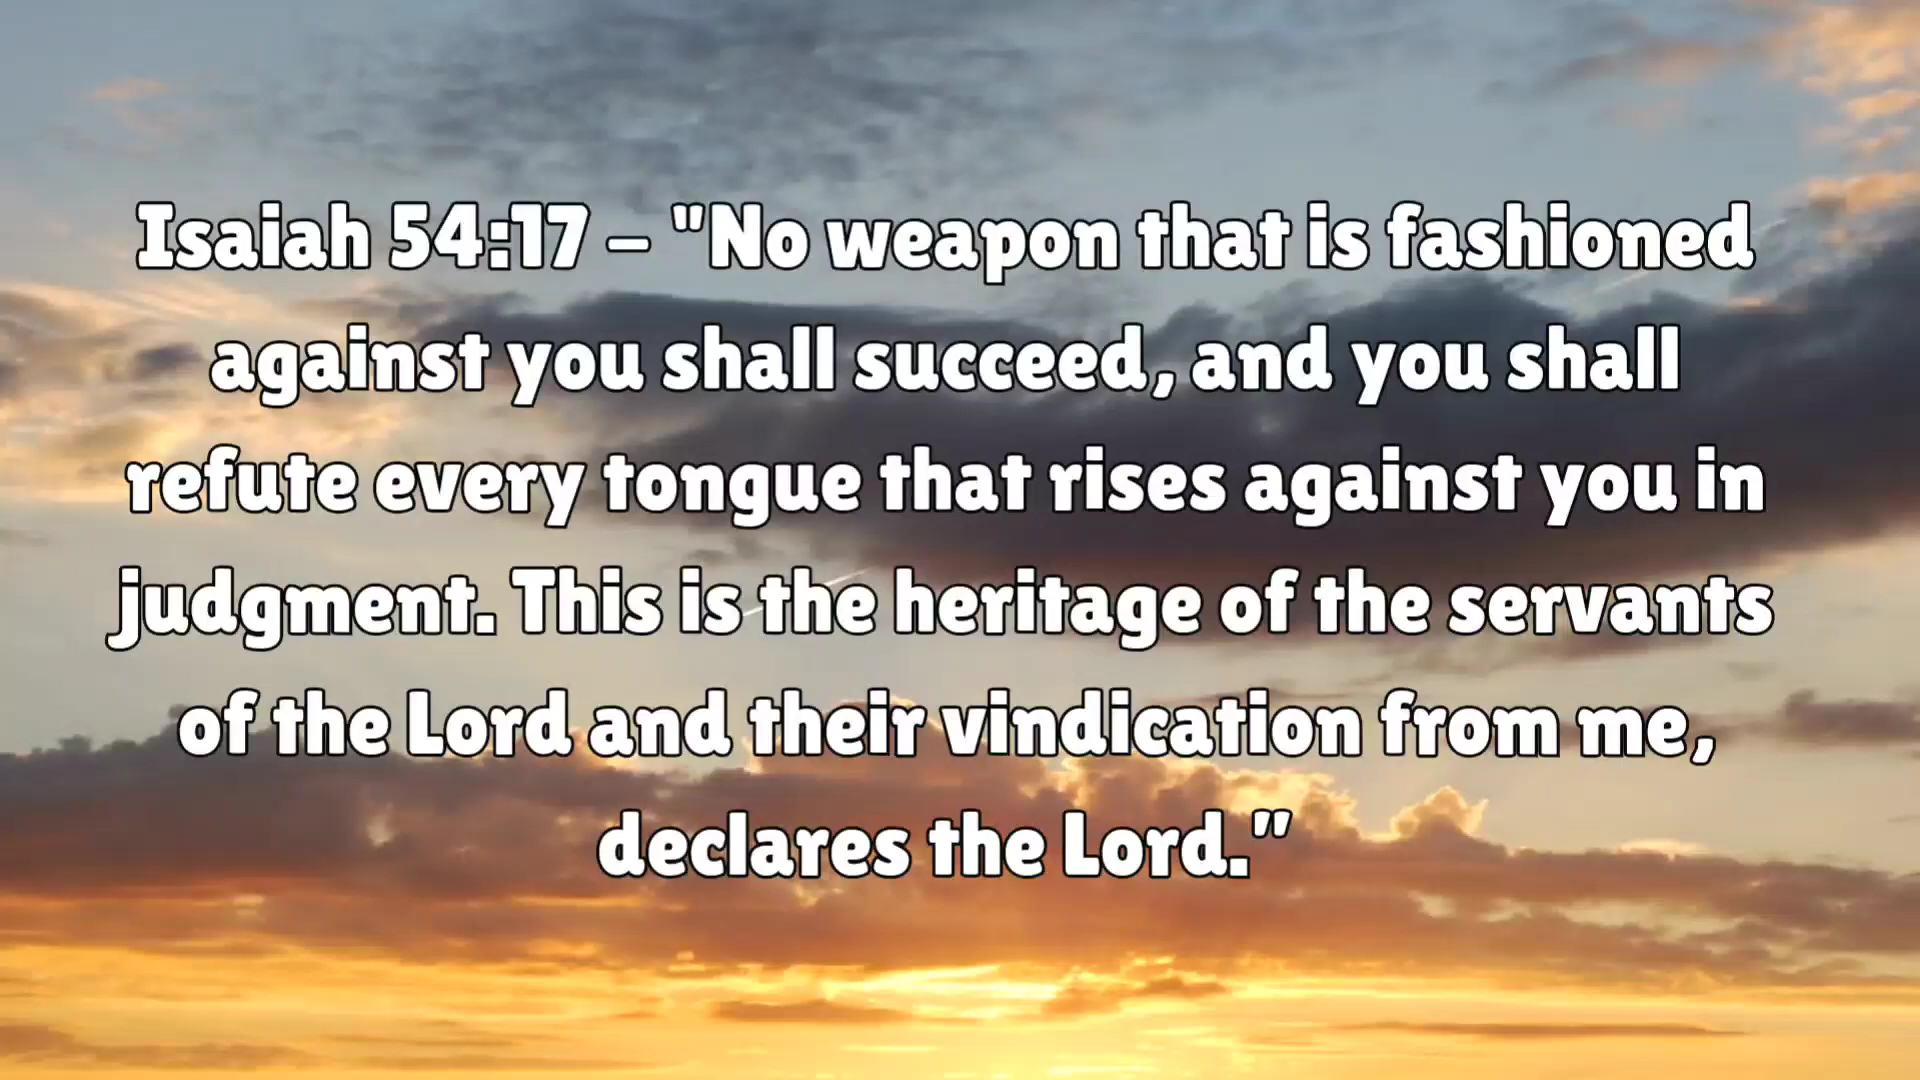 Isaiah 54:17 – "No weapon that is fashioned
against you shall succeed, and you shall
refute every tongue that rises against you in
judgment. This is the heritage of the servants
of the Lord and their vindication from me,
declares the Lord.”